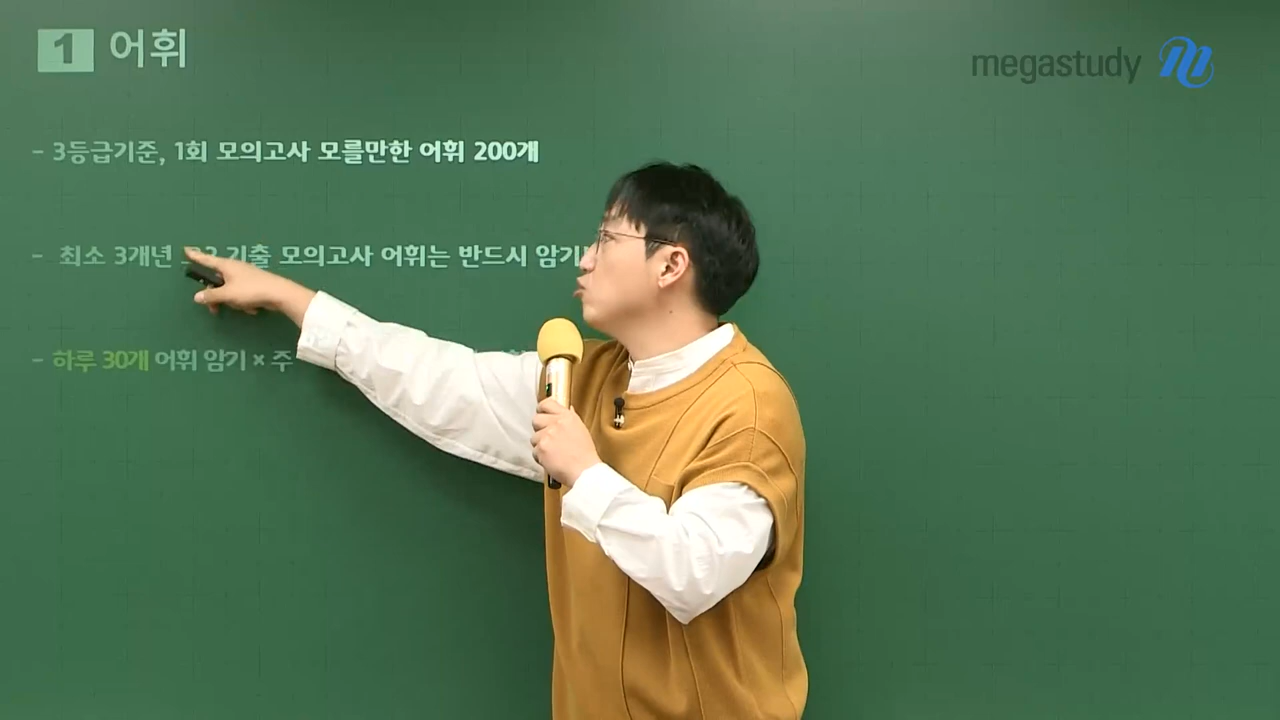 1 어휘
megastudy
- 3등급기준, 1회 모의고사 모를만한 어휘 200개
- 최소 3개년 기출 모의고사 어휘는 반드시 암기
- 하루 30개 어휘 암기 × 주